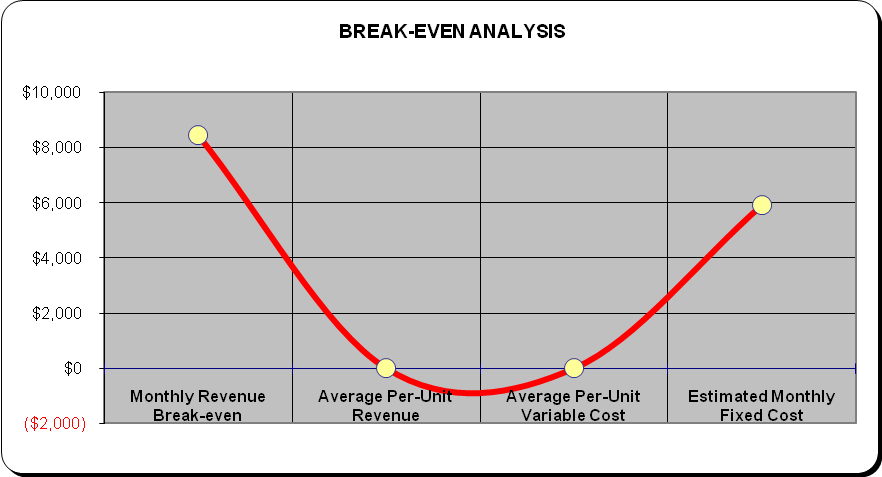 BREAK-EVEN ANALYSIS
$10,000
$8,000
$6,000
$4,000
$2,000
$0
($2,000)
Monthly Revenue
Break-even
Average Per-Unit
Revenue
Average Per-Unit
Variable Cost
Estimated Monthly
Fixed Cost